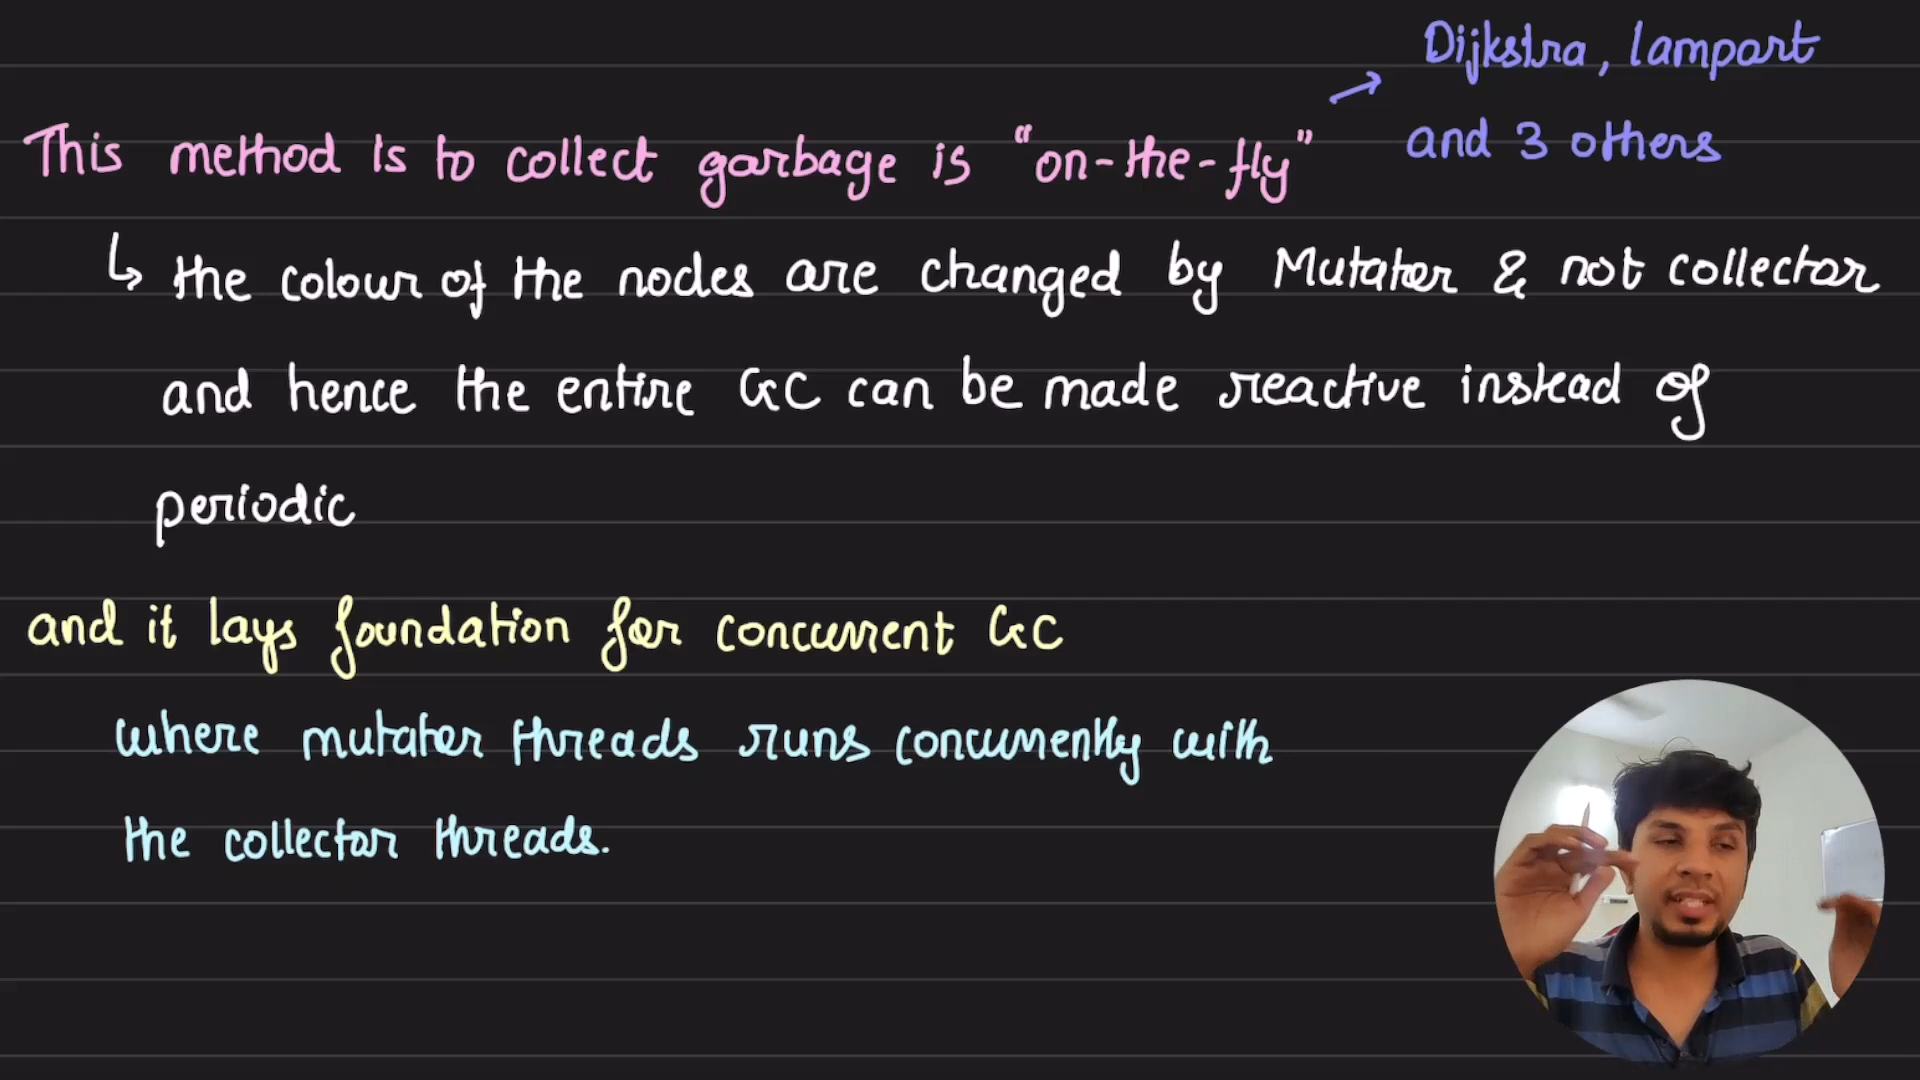 Dijkstra, lamport
and 3 others
This method is to collect garbage is "on-the-fly"
the colour of the nodes are changed by Mutater & not collector
and hence the entire GC can be made reactive instead of
periodic
and it lays foundation for concurrent GC
where mutater threads runs concurrently with
the collector threads.